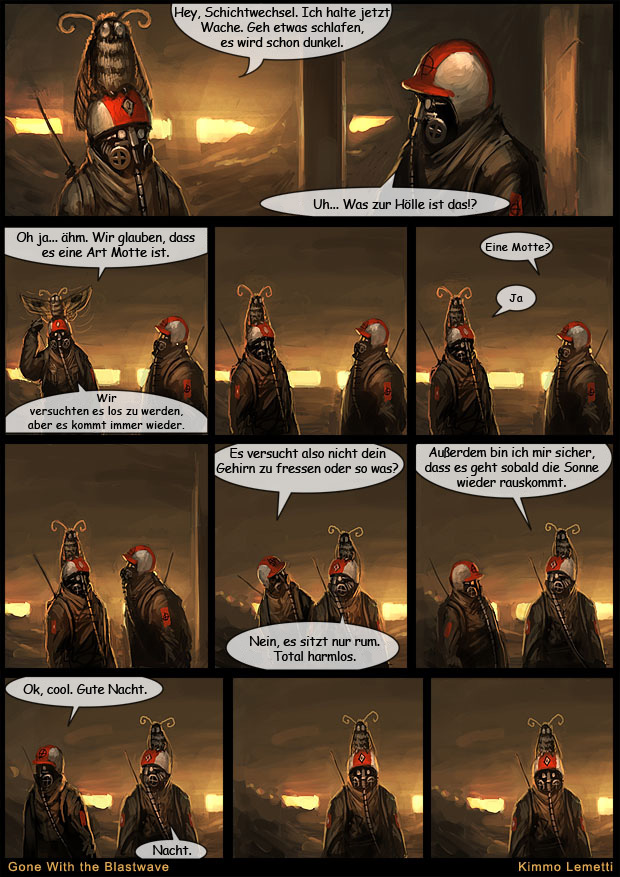 Hey, Schichtwechsel. Ich halte jetzt
Wache. Geh etwas schlafen,
es wird schon dunkel.
Uh... Was zur Hölle ist das!?
Oh ja... ähm. Wir glauben, dass
es eine Art Motte ist.
Wir
versuchten es los zu werden,
aber es kommt immer wieder.
Eine Motte?
Ja
Es versucht also nicht dein
Gehirn zu fressen oder so was?
Nein, es sitzt nur rum.
Total harmlos.
Außerdem bin ich mir sicher,
dass es geht sobald die Sonne
wieder rauskommt.
Ok, cool. Gute Nacht.
Nacht.
Gone With the Blastwave
Kimmo Lemetti